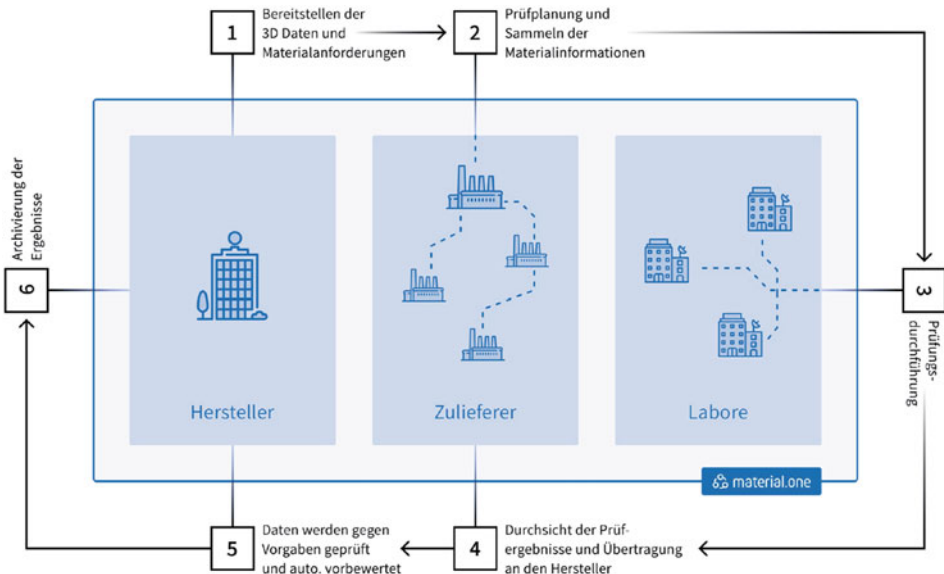 1
Bereitstellen der
3D Daten und
Materialanforderungen
2
Prüfplanung und
Sammeln der
Materialinformationen
3
Prüfungs-
durchführung
Hersteller
Zulieferer
Labore
material.one
4
Durchsicht der Prüf-
ergebnisse und Übertragung
an den Hersteller
5
Daten werden gegen
Vorgaben geprüft
und auto. vorbewertet
6
Archivierung der
Ergebnisse